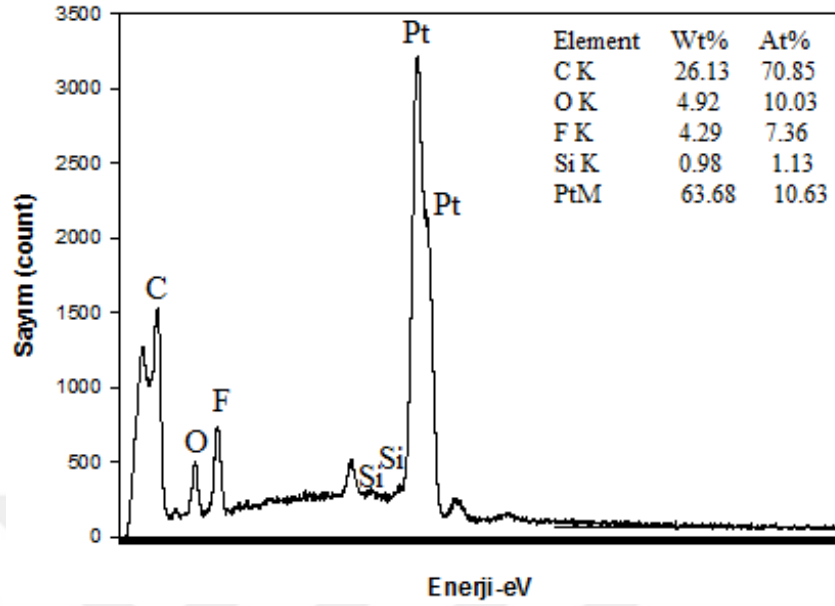 3500
3000
2500
2000
1500
1000
500
0
Sayım (count)
Enerji-eV
C
O
F
Si
Si
Pt
Pt
Element Wt% At%
C K 26.13 70.85
O K 4.92 10.03
F K 4.29 7.36
Si K 0.98 1.13
PtM 63.68 10.63